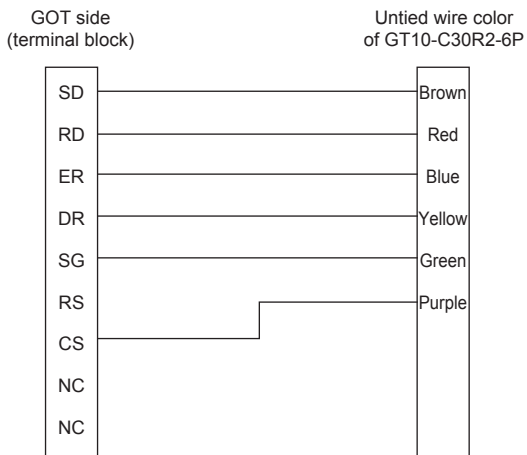 GOT side
(terminal block)
Untied wire color
of GT10-C30R2-6P
SD
Brown
RD
Red
ER
Blue
DR
Yellow
SG
Green
RS
Purple
CS
NC
NC